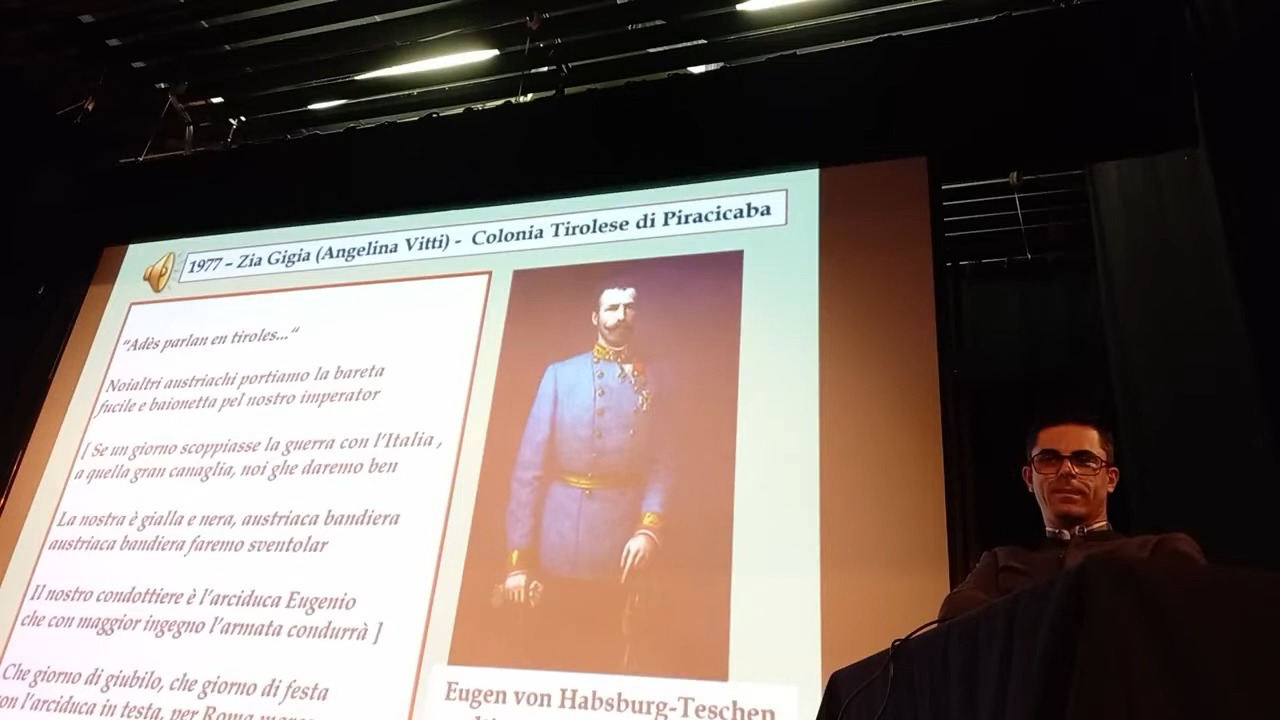 1977 – Zia Gigia (Angelina Vitti) - Colonia Tirolese di Piracicaba
“Adès parlan en tiroles...“
Noialtri austriachi portiamo la bareta
fucile e baionetta pel nostro imperator
[ Se un giorno scoppiasse la guerra con l'Italia ,
a quella gran canaglia, noi ghe daremo ben
La nostra è gialla e nera, austriaca bandiera
austriaca bandiera faremo sventolar
Il nostro condottiere è l'arciduca Eugenio
che con maggior ingegno l'armata condurrà ]
Che giorno di giubilo, che giorno di festa
l'arciduca in testa, per Roma
Eugen von Habsburg-Teschen